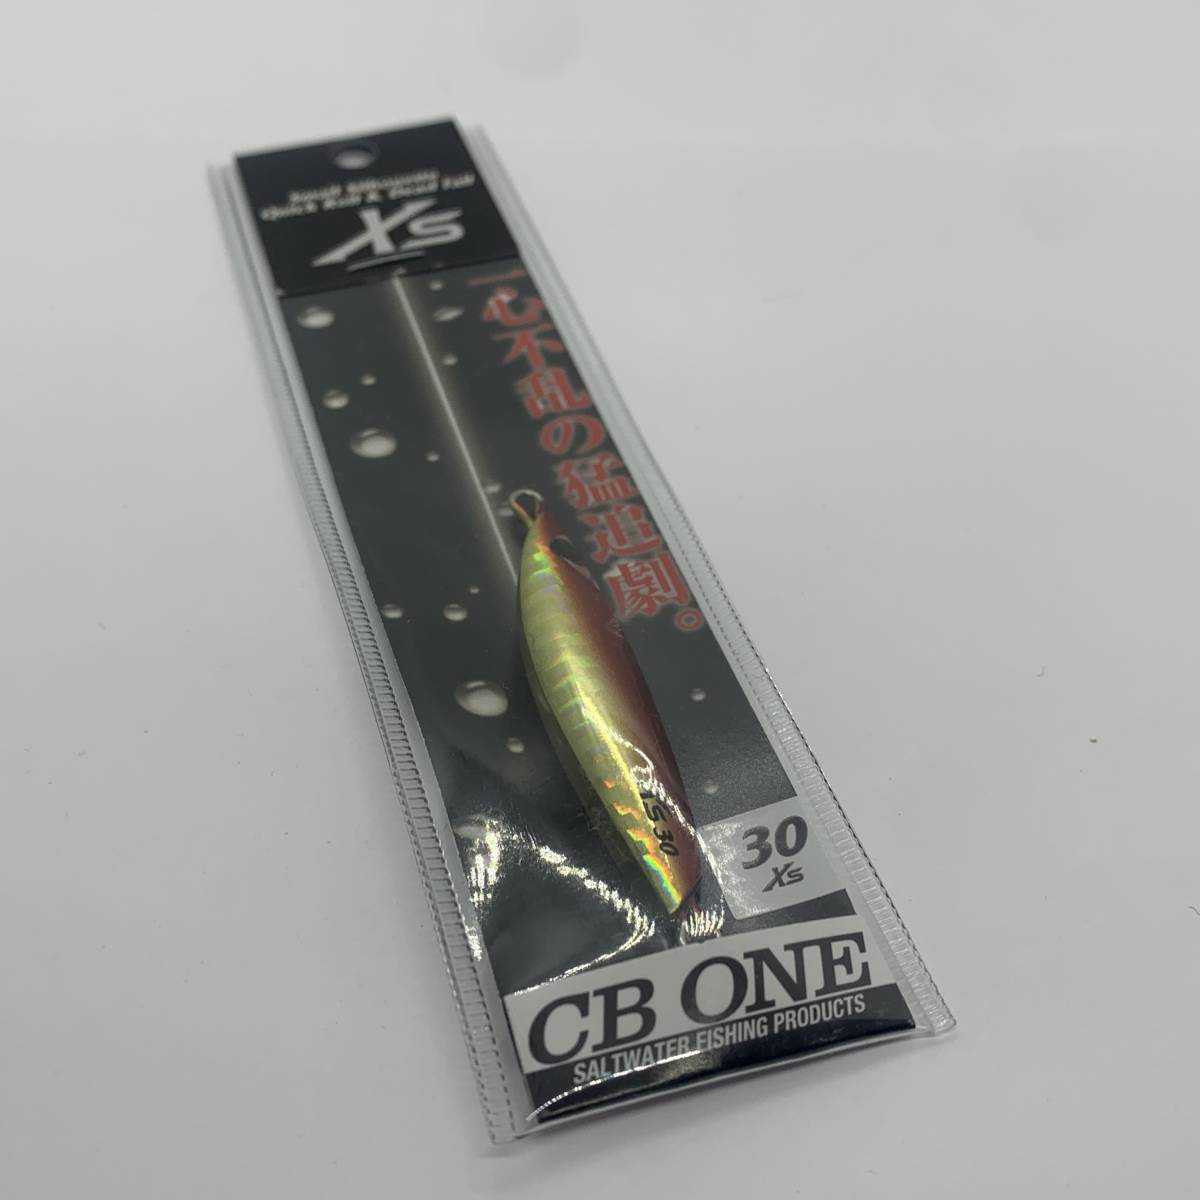 Small Silhouette
Quick Roll & Dead Fall
XS
一心不乱の猛追劇。
XS 30
30
XS
CB ONE
SALTWATER FISHING PRODUCTS